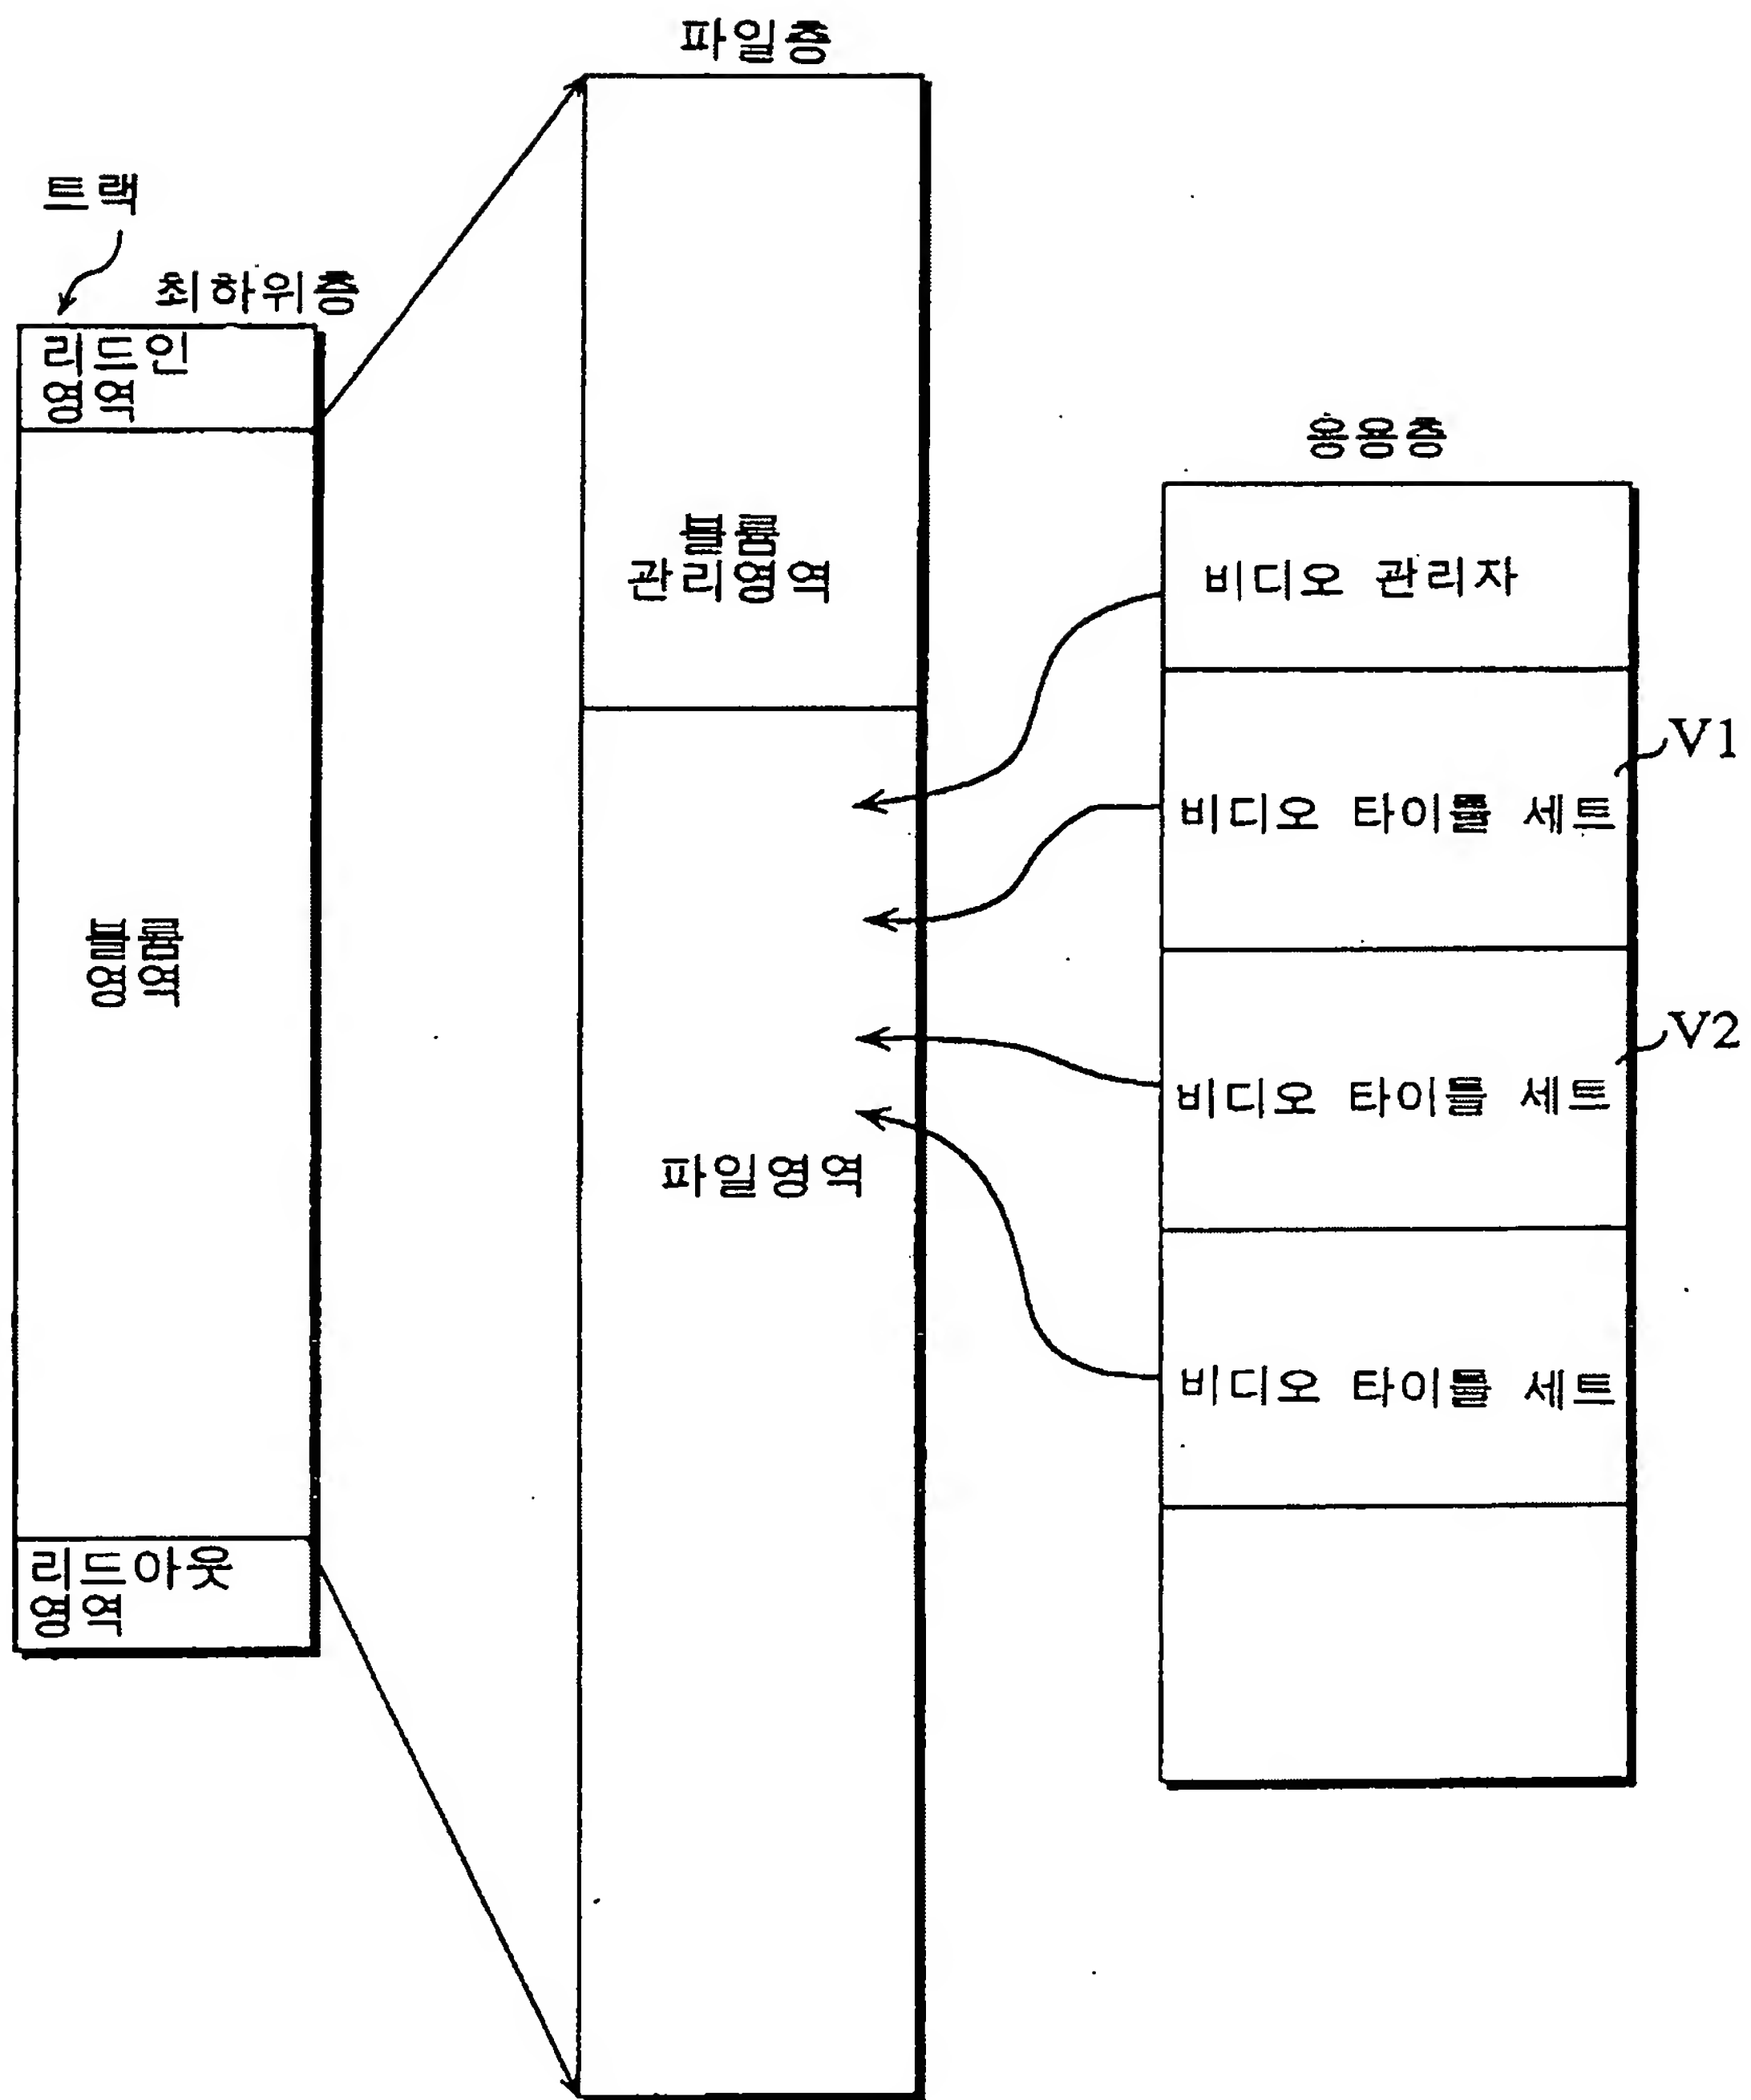 파일층
트랙
최하위층
리드인
영역
블룸
영역
리드아웃
영역
블룸
관리영역
파일영역
응용층
비디오 관리자
비디오 타이틀 세트
V1
비디오 타이틀 세트
V2
비디오 타이틀 세트